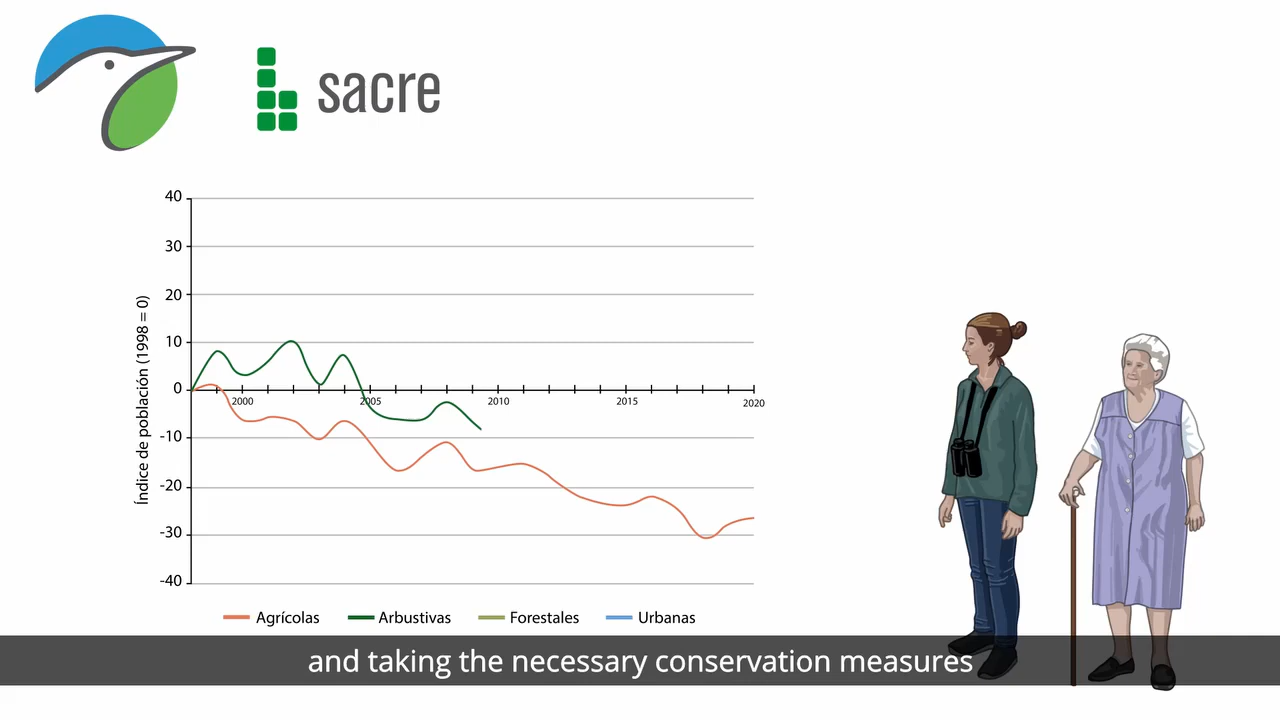 sacre
40
30
20
10
0
-10
-20
-30
-40
Índice de población (1998 = 0)
2000
2005
2010
2015
2020
Agrícolas
Arbustivas
Forestales
Urbanas
and taking the necessary conservation measures